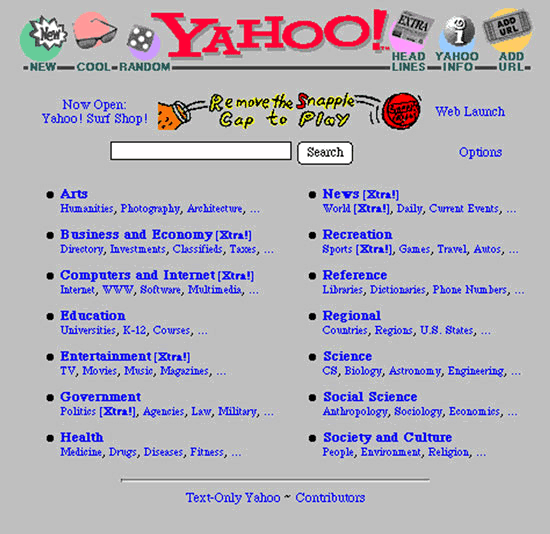 New
EXTRA!
i
ADD URL
YAHOO!
NEW COOL RANDOM
HEAD LINES
YAHOO INFO
ADD URL
Now Open:
Yahoo! Surf Shop!
Remove the Snapple
Cap to Play
Web Launch
Search
Options
Arts
Humanities, Photography, Architecture, ...
Business and Economy [Xtra!]
Directory, Investments, Classifieds, Taxes, ...
Computers and Internet [Xtra!]
Internet, WWW, Software, Multimedia, ...
Education
Universities, K-12, Courses, ...
Entertainment [Xtra!]
TV, Movies, Music, Magazines, ...
Government
Politics [Xtra!], Agencies, Law, Military, ...
Health
Medicine, Drugs, Diseases, Fitness, ...
News [Xtra!]
World [Xtra!], Daily, Current Events, ...
Recreation
Sports [Xtra!], Games, Travel, Autos, ...
Reference
Libraries, Dictionaries, Phone Numbers, ...
Regional
Countries, Regions, U.S. States, ...
Science
CS, Biology, Astronomy, Engineering, ...
Social Science
Anthropology, Sociology, Economics, ...
Society and Culture
People, Environment, Religion, ...
Text-Only Yahoo ~ Contributors